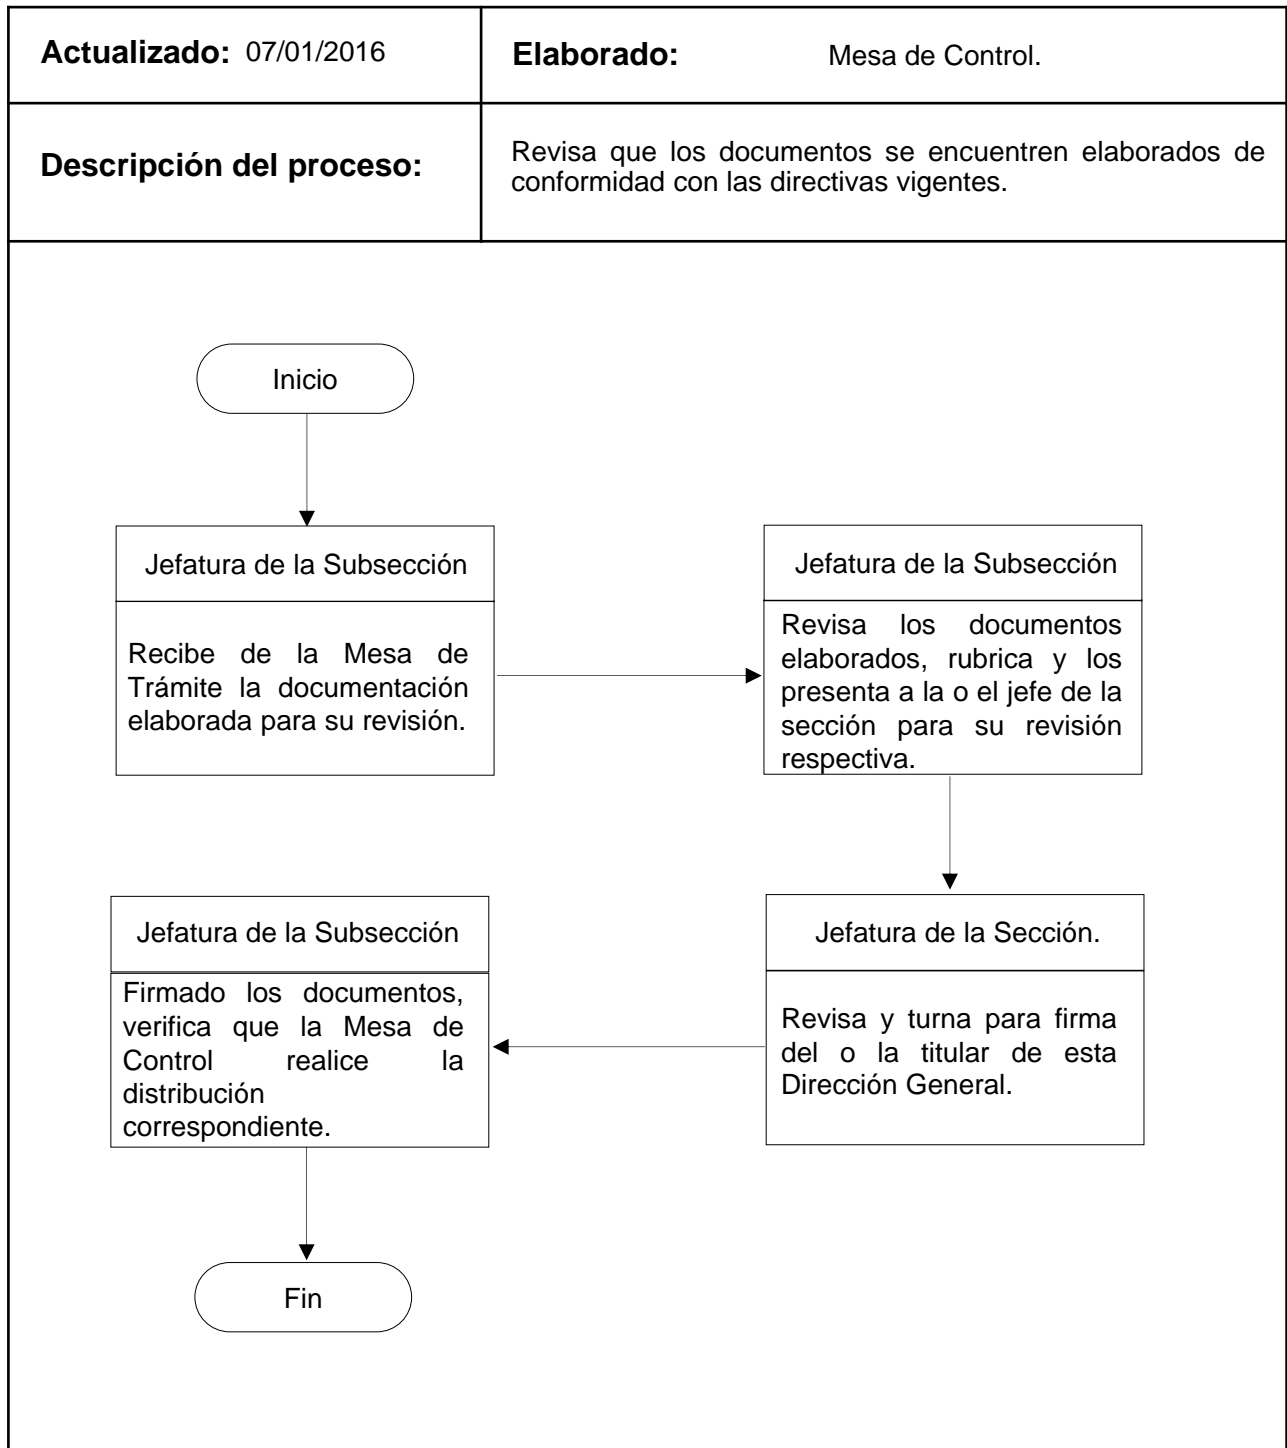 Actualizado: 07/01/2016
Elaborado: Mesa de Control.
Descripción del proceso:
Revisa que los documentos se encuentren elaborados de
conformidad con las directivas vigentes.
Inicio
Jefatura de la Subsección
Recibe de la Mesa de
Trámite la documentación
elaborada para su revisión.
Jefatura de la Subsección
Revisa los documentos
elaborados, rubrica y los
presenta a la o el jefe de la
sección para su revisión
respectiva.
Jefatura de la Sección.
Revisa y turna para firma
del o la titular de esta
Dirección General.
Jefatura de la Subsección
Firmado los documentos,
verifica que la Mesa de
Control realice la
distribución
correspondiente.
Fin